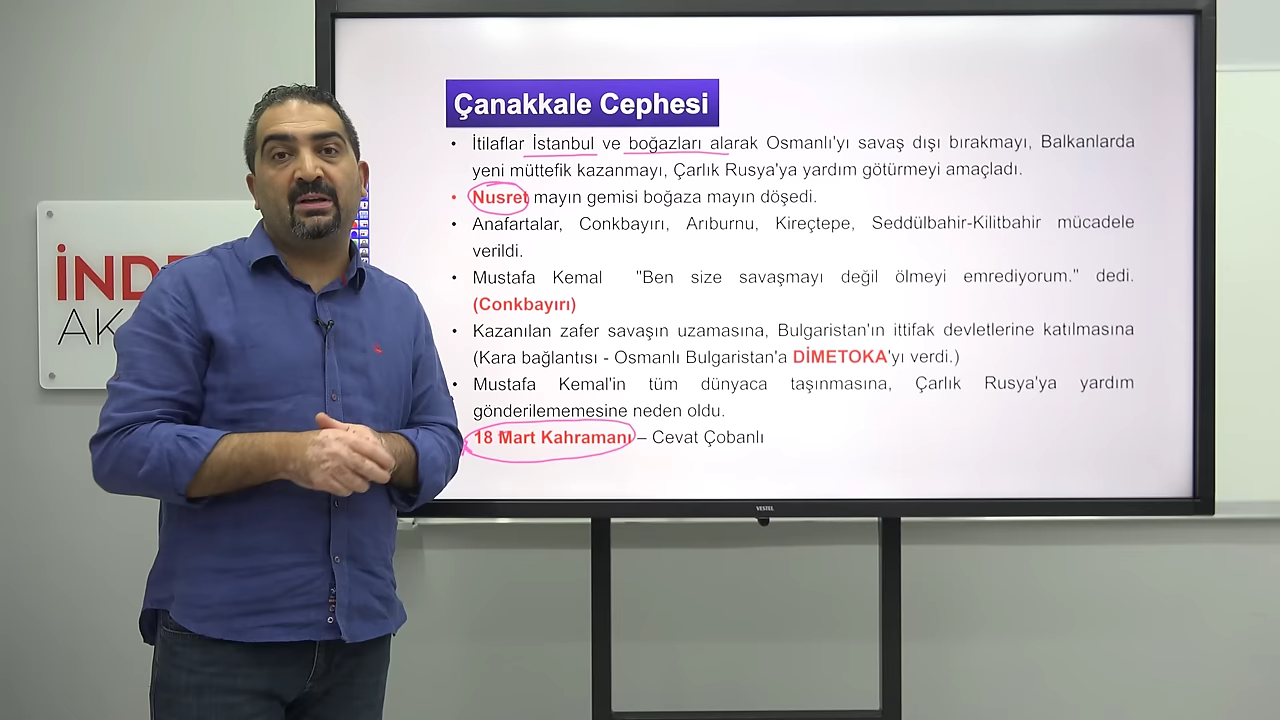 Çanakkale Cephesi
• İtilaflar İstanbul ve boğazları alarak Osmanlı'yı savaş dışı bırakmayı, Balkanlarda
yeni müttefik kazanmayı, Çarlık Rusya'ya yardım götürmeyi amaçladı.
• Nusret mayın gemisi boğaza mayın döşedi.
• Anafartalar, Conkbayırı, Arıburnu, Kireçtepe, Seddülbahir-Kilitbahir mücadele
verildi.
• Mustafa Kemal "Ben size savaşmayı değil ölmeyi emrediyorum." dedi.
(Conkbayırı)
• Kazanılan zafer savaşın uzamasına, Bulgaristan'ın ittifak devletlerine katılmasına
(Kara bağlantısı - Osmanlı Bulgaristan'a DİMETOKA'yı verdi.)
• Mustafa Kemal'in tüm dünyaca taşınmasına, Çarlık Rusya'ya yardım
gönderilememesine neden oldu.
18 Mart Kahramanı – Cevat Çobanlı
İND
AK
VESTEL